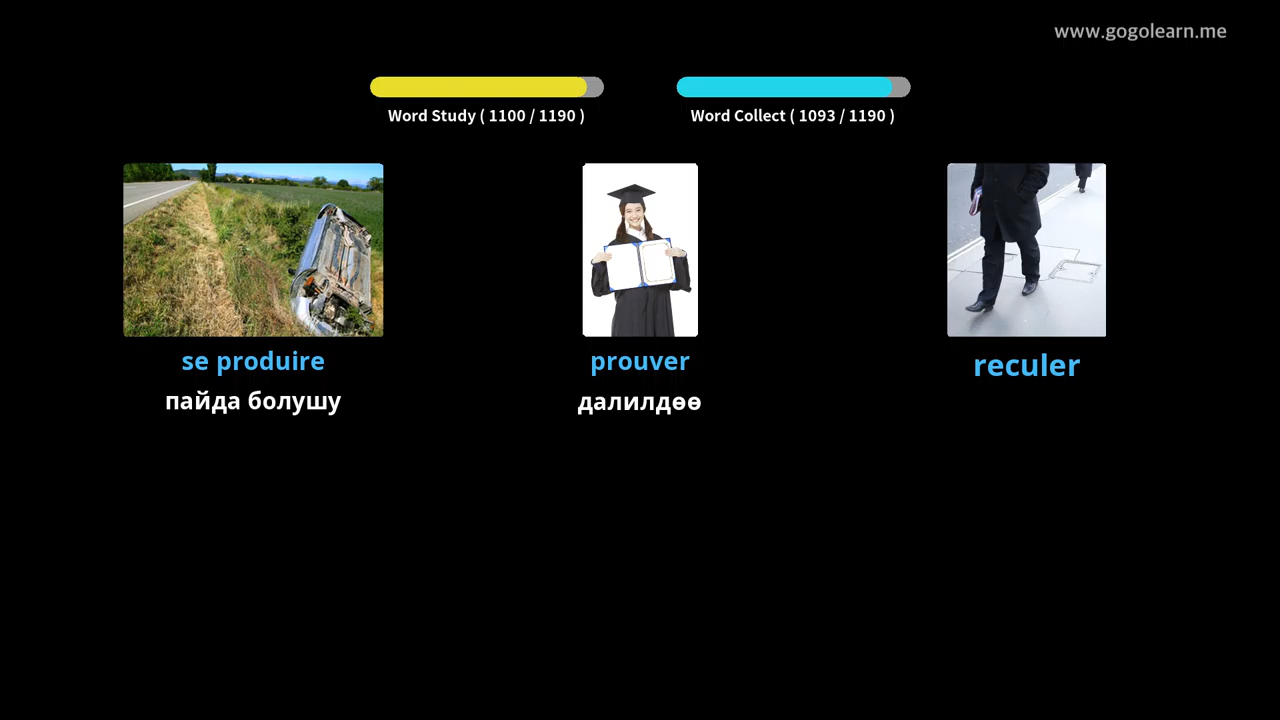 www.gogolearn.me
Word Study ( 1100 / 1190 )
Word Collect ( 1093 / 1190 )
se produire
пайда болушу
prouver
далилдөө
reculer